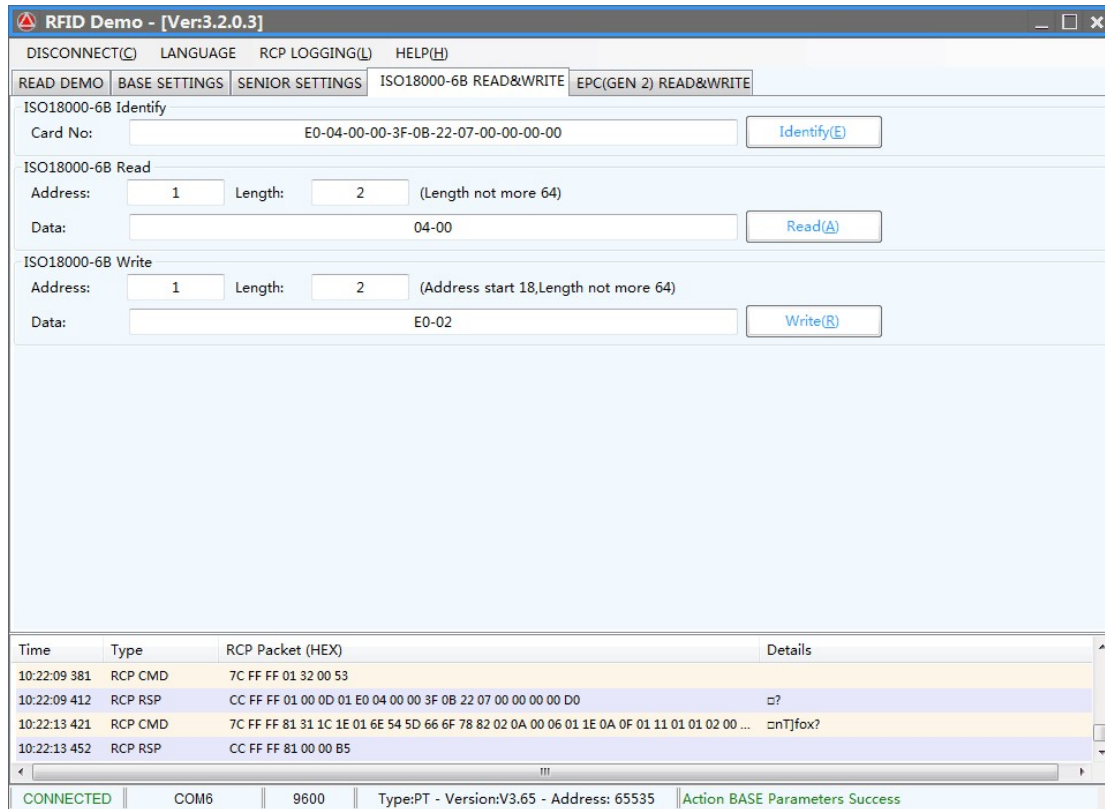 RFID Demo - [Ver:3.2.0.3]
DISCONNECT(C) LANGUAGE RCP LOGGING(L) HELP(H)
READ DEMO BASE SETTINGS SENIOR SETTINGS ISO18000-6B READ&WRITE EPC(GEN 2) READ&WRITE
ISO18000-6B Identify
Card No: E0-04-00-00-3F-0B-22-07-00-00-00-00 Identify(E)
ISO18000-6B Read
Address: 1 Length: 2 (Length not more 64)
Data: 04-00 Read(A)
ISO18000-6B Write
Address: 1 Length: 2 (Address start 18,Length not more 64)
Data: E0-02 Write(R)
Time Type RCP Packet (HEX) Details
10:22:09 381 RCP CMD 7C FF FF 01 32 00 53
10:22:09 412 RCP RSP CC FF FF 01 00 0D 01 E0 04 00 00 3F 0B 22 07 00 00 00 00 D0 □?
10:22:13 421 RCP CMD 7C FF FF 81 31 1C 1E 01 6E 54 5D 66 6F 78 82 02 0A 00 06 01 1E 0A 0F 01 11 01 01 02 00 ... □nT]fox?
10:22:13 452 RCP RSP CC FF FF 81 00 00 B5
CONNECTED COM6 9600 Type:PT - Version:V3.65 - Address: 65535 Action BASE Parameters Success